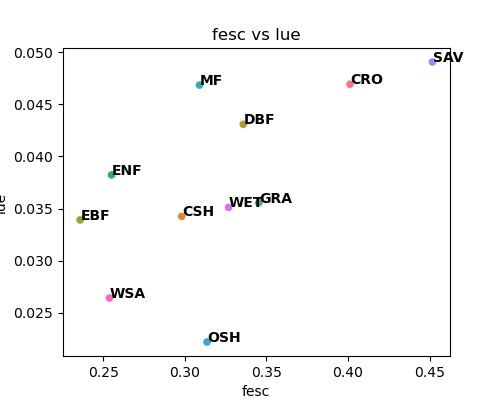 fesc vs lue
0.050
0.045
0.040
0.035
0.030
0.025
lue
SAV
MF
CRO
DBF
ENF
WET
GRA
EBF
CSH
WSA
OSH
0.25
0.30
0.35
0.40
0.45
fesc